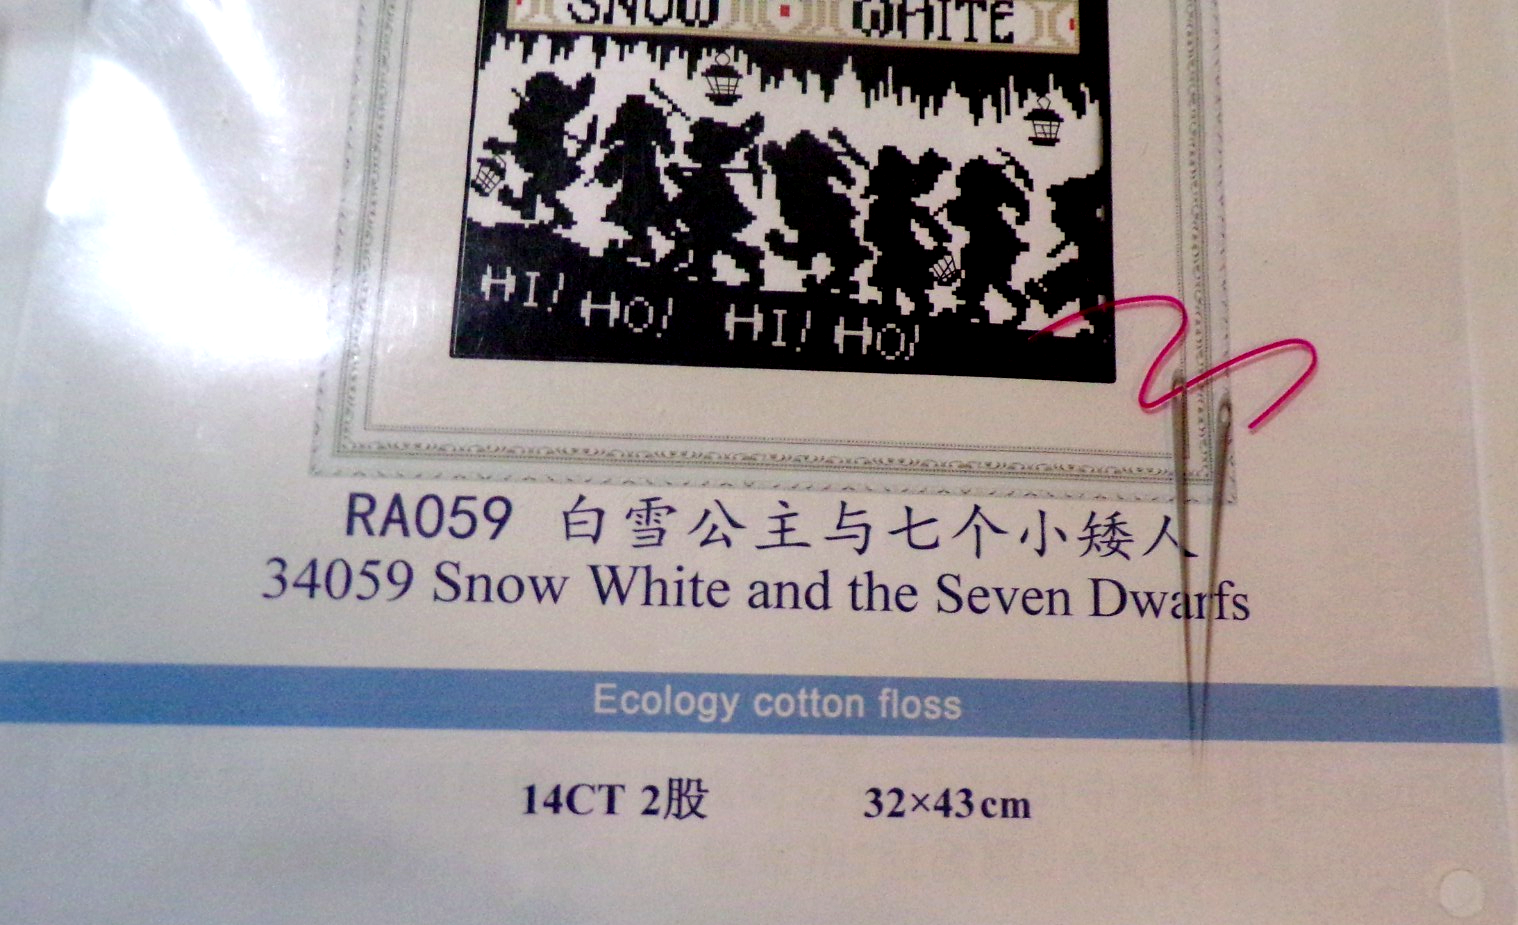 SNOW WHITE
HI! HO! HI! HO!
RA059 白雪公主与七个小矮人
34059 Snow White and the Seven Dwarfs
Ecology cotton floss
14CT 2股 32×43cm